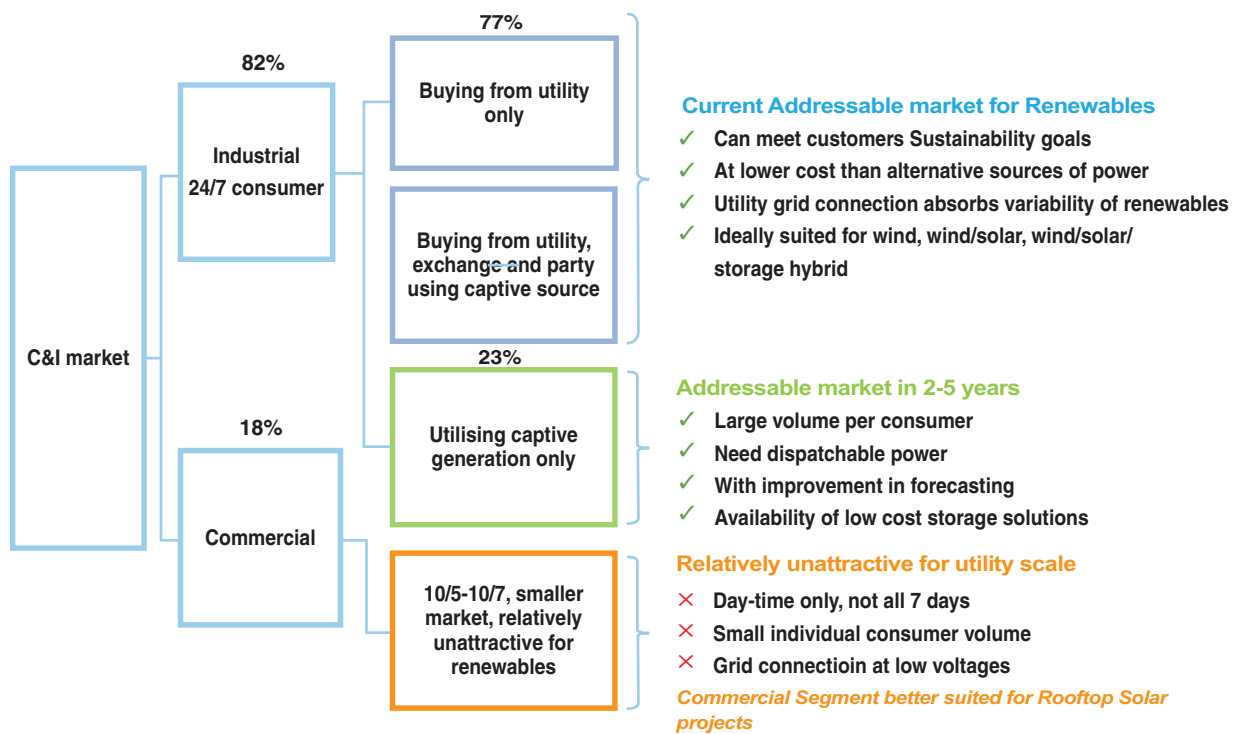 C&I market
82%
Industrial
24/7 consumer
18%
Commercial
77%
Buying from utility
only
Buying from utility,
exchange and party
using captive source
23%
Utilising captive
generation only
10/5-10/7, smaller
market, relatively
unattractive for
renewables
Current Addressable market for Renewables
✓ Can meet customers Sustainability goals
✓ At lower cost than alternative sources of power
✓ Utility grid connection absorbs variability of renewables
✓ Ideally suited for wind, wind/solar, wind/solar/
storage hybrid
Addressable market in 2-5 years
✓ Large volume per consumer
✓ Need dispatchable power
✓ With improvement in forecasting
✓ Availability of low cost storage solutions
Relatively unattractive for utility scale
× Day-time only, not all 7 days
× Small individual consumer volume
× Grid connectioin at low voltages
Commercial Segment better suited for Rooftop Solar
projects